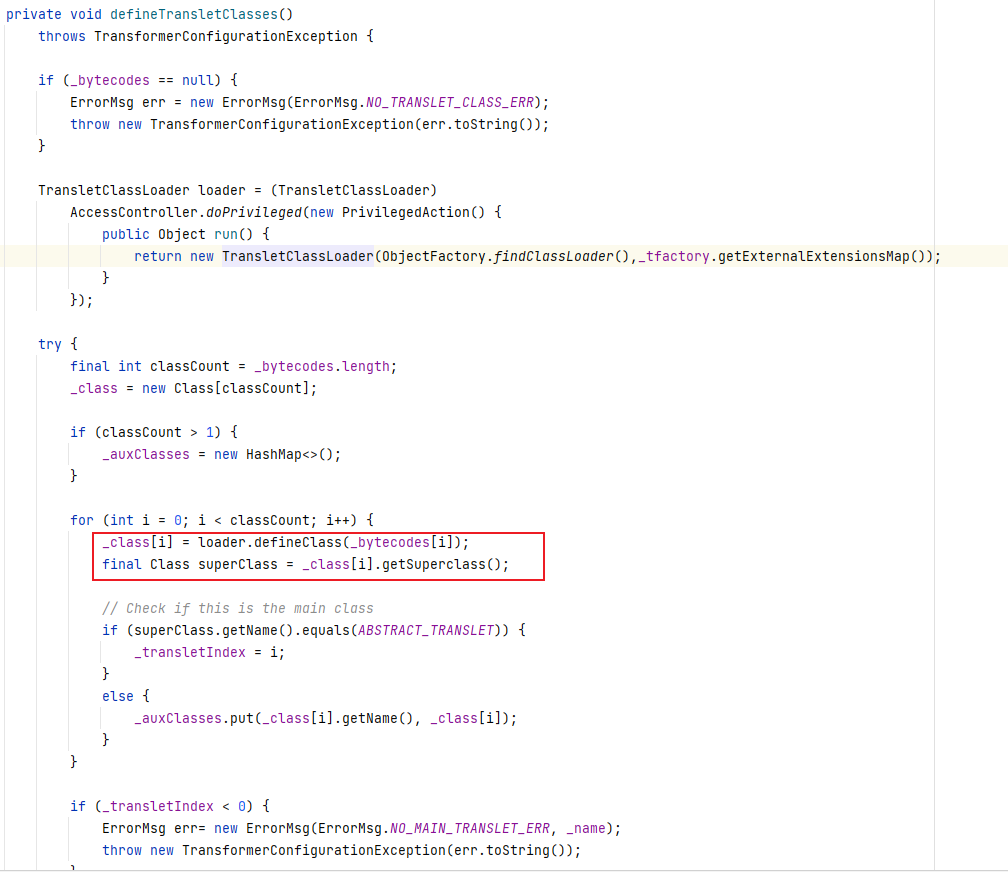 private void defineTransletClasses()
    throws TransformerConfigurationException {

    if (_bytecodes == null) {
        ErrorMsg err = new ErrorMsg(ErrorMsg.NO_TRANSLET_CLASS_ERR);
        throw new TransformerConfigurationException(err.toString());
    }

    TransletClassLoader loader = (TransletClassLoader)
        AccessController.doPrivileged(new PrivilegedAction() {
            public Object run() {
                return new TransletClassLoader(ObjectFactory.findClassLoader(),_tfactory.getExternalExtensionsMap());
            }
        });

    try {
        final int classCount = _bytecodes.length;
        _class = new Class[classCount];

        if (classCount > 1) {
            _auxClasses = new HashMap<>();
        }

        for (int i = 0; i < classCount; i++) {
            _class[i] = loader.defineClass(_bytecodes[i]);
            final Class superClass = _class[i].getSuperclass();

            // Check if this is the main class
            if (superClass.getName().equals(ABSTRACT_TRANSLET)) {
                _transletIndex = i;
            }
            else {
                _auxClasses.put(_class[i].getName(), _class[i]);
            }
        }

        if (_transletIndex < 0) {
            ErrorMsg err= new ErrorMsg(ErrorMsg.NO_MAIN_TRANSLET_ERR, _name);
            throw new TransformerConfigurationException(err.toString());
        }